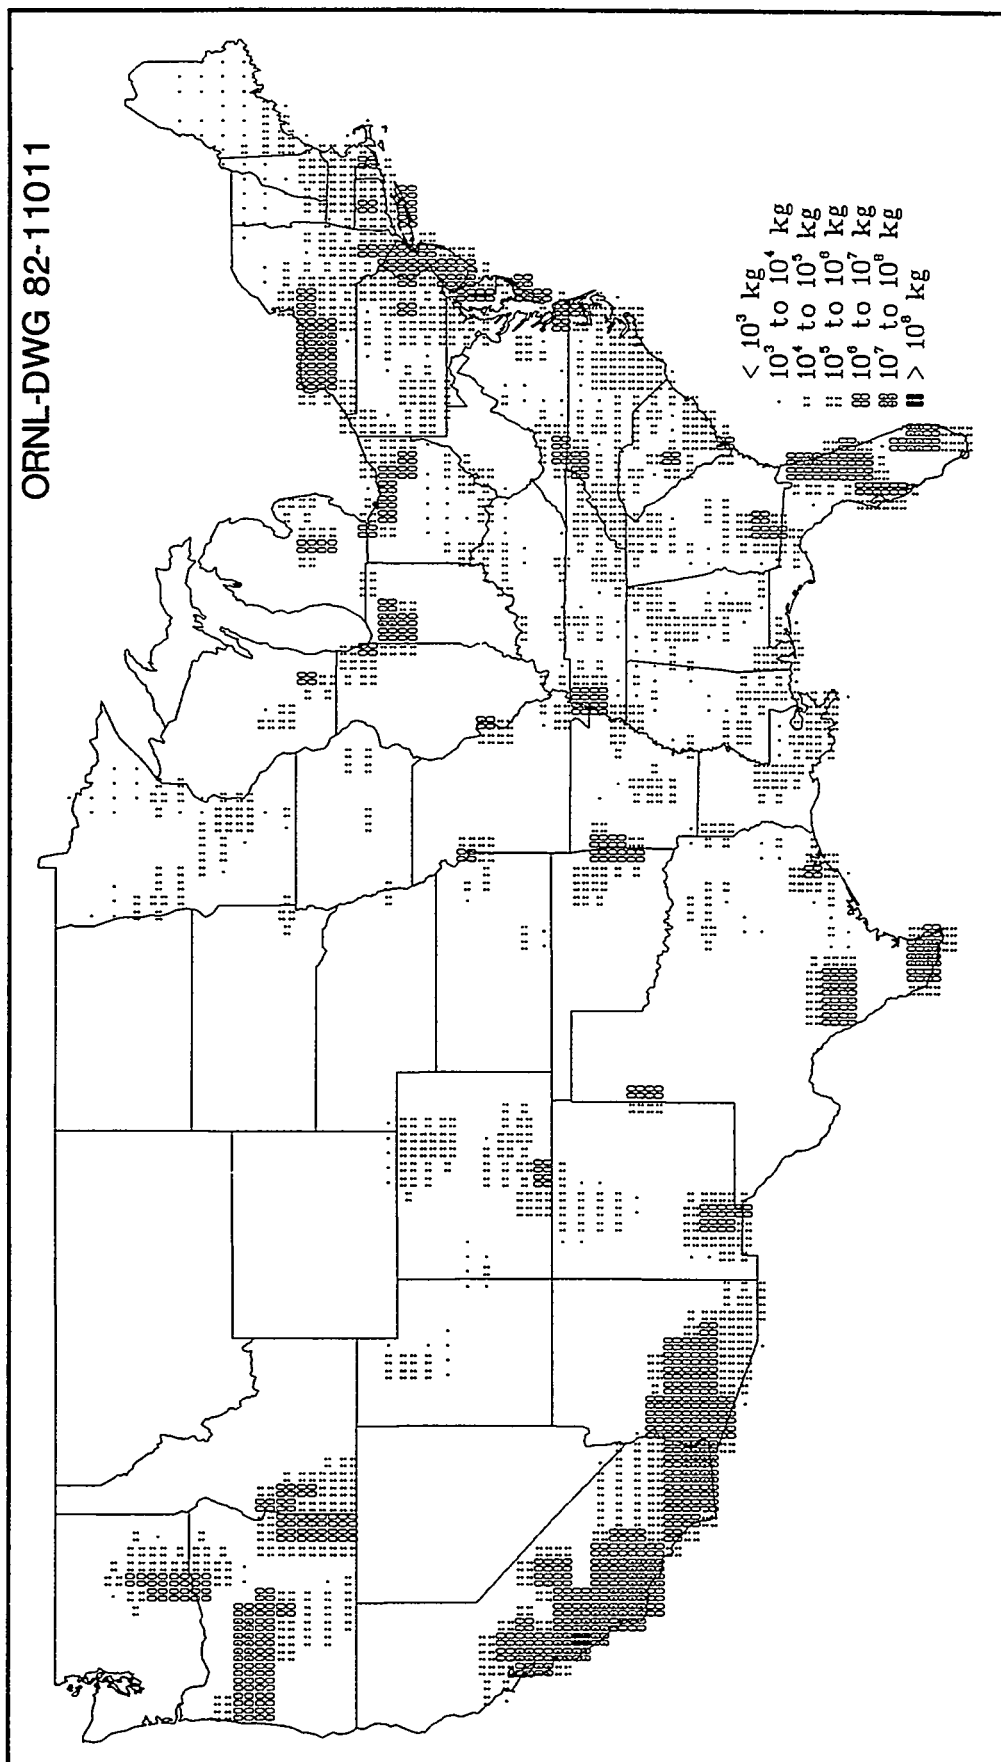 ORNL-DWG 82-11011
< 10³ kg
10³ to 10⁴ kg
10⁴ to 10⁵ kg
10⁵ to 10⁶ kg
10⁶ to 10⁷ kg
10⁷ to 10⁸ kg
> 10⁸ kg